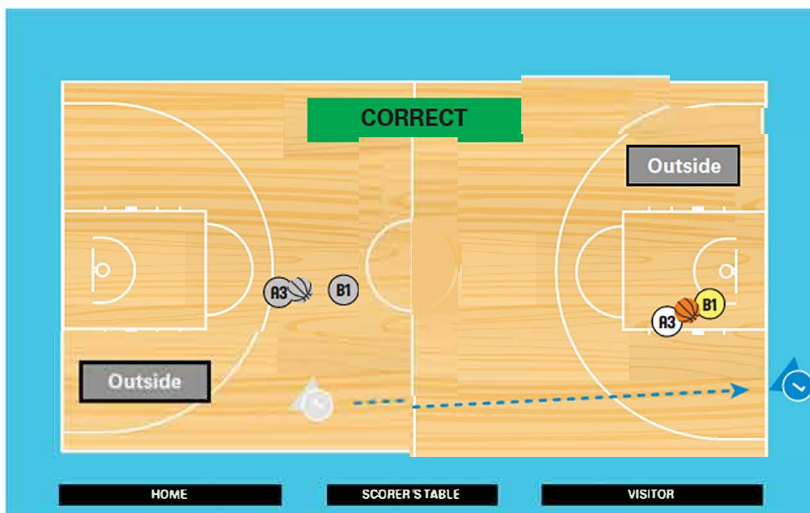 CORRECT
Outside
A3
B1
B1
A3
Outside
HOME
SCORER'S TABLE
VISITOR